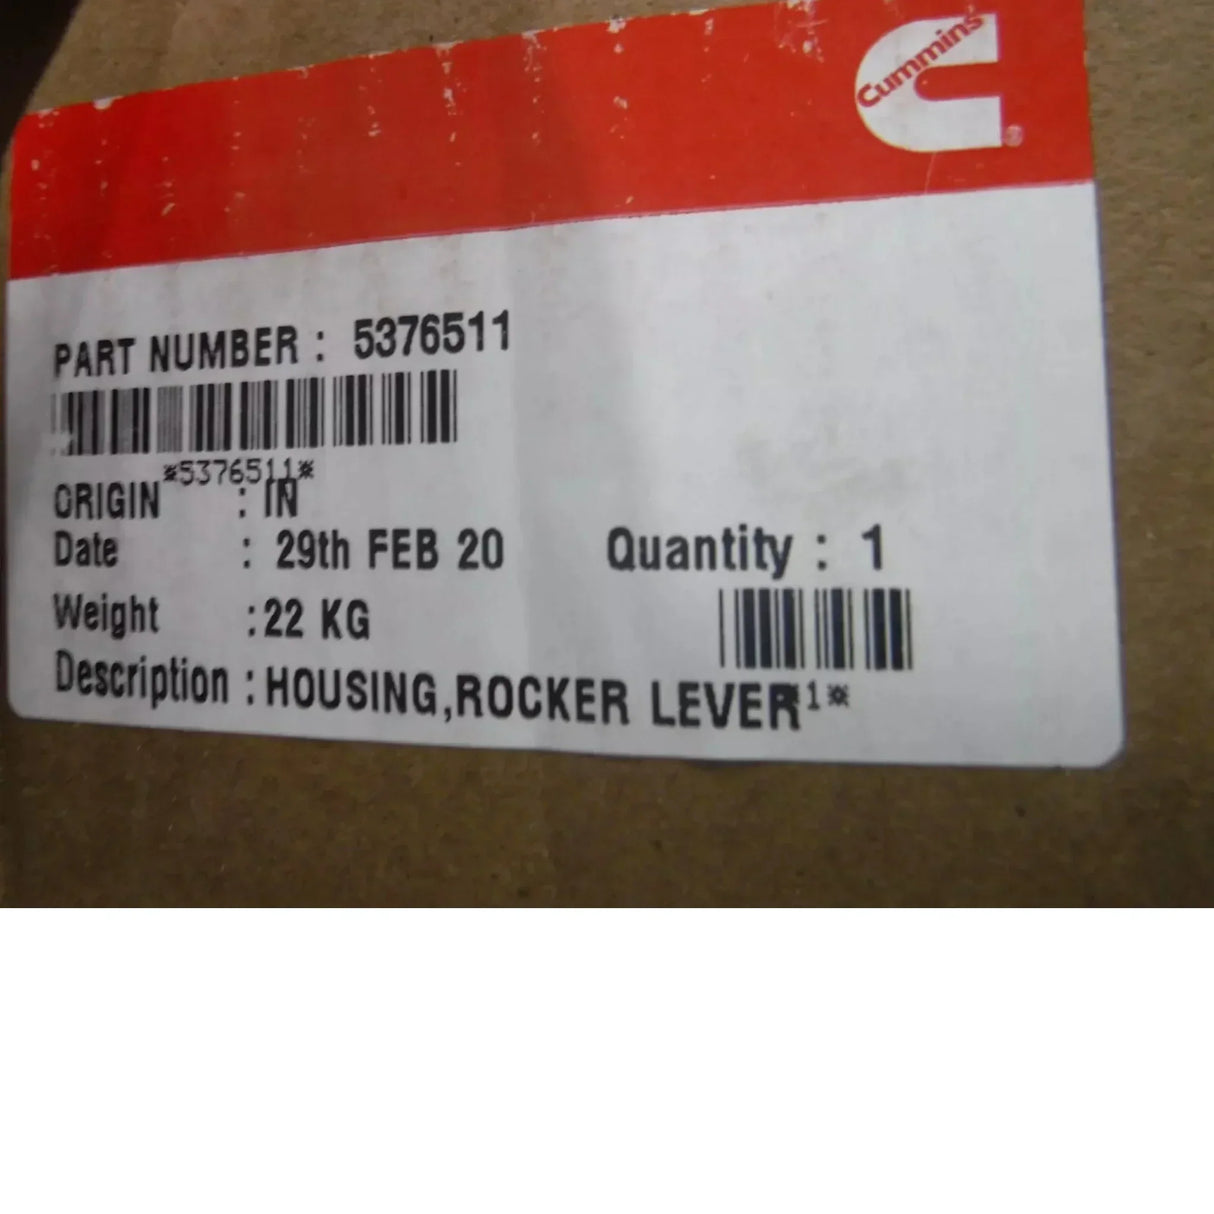 Cummins
PART NUMBER : 5376511
*5376511*
ORIGIN : IN
Date : 29th FEB 20 Quantity : 1
Weight :22 KG
Description :HOUSING,ROCKER LEVER
1*